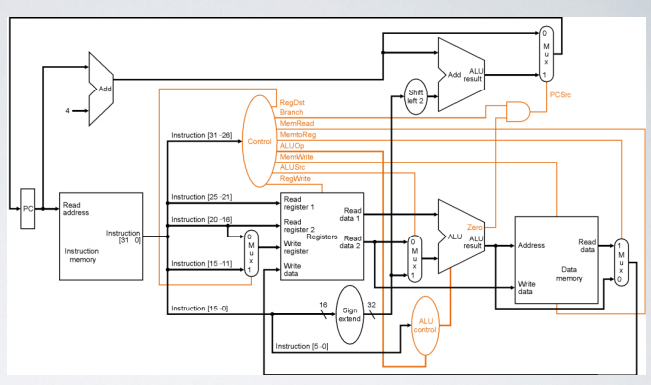 0
M
u
x
1
Add
4
Add
ALU
result
Shift
left 2
PCSrc
RegDst
Branch
MemRead
MemtoReg
ALUOp
MemWrite
ALUSrc
RegWrite
Control
Instruction [31-26]
Instruction [25-21]
Instruction [20-16]
Instruction [15-11]
Instruction [15-0]
Instruction [5-0]
PC
Read
address
Instruction
[31 0]
Instruction
memory
0
M
u
x
1
Read
register 1
Read
register 2
Write
register
Write
data
Registers
Read
data 1
Read
data 2
0
M
u
x
1
Zero
ALU
ALU
result
Address
Write
data
Read
data
Data
memory
1
M
u
x
0
16
Sign
extend
32
ALU
control